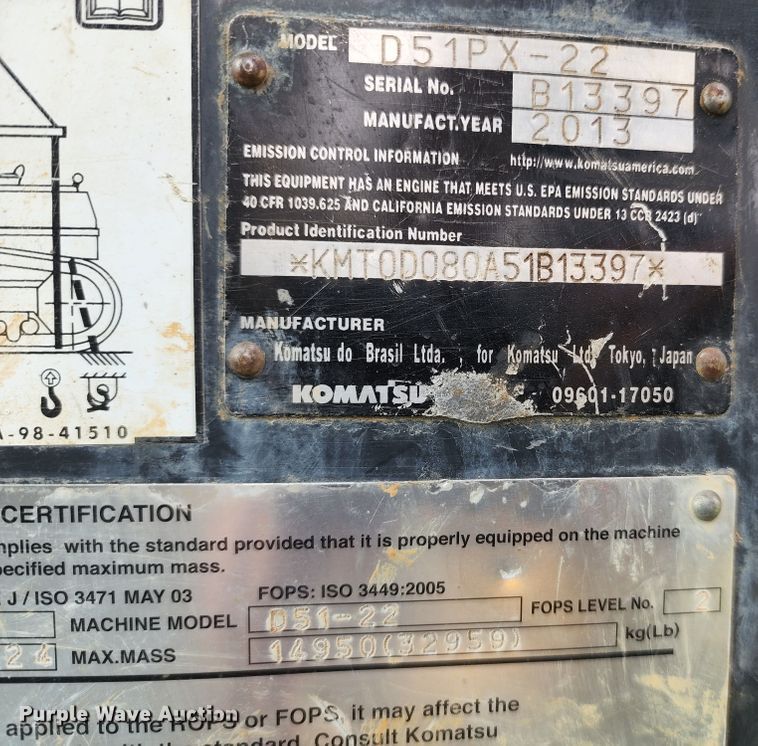 MODEL D51PX-22
SERIAL No. B13397
MANUFACT.YEAR 2013
EMISSION CONTROL INFORMATION http://www.komatsuamerica.com
THIS EQUIPMENT HAS AN ENGINE THAT MEETS U.S. EPA EMISSION STANDARDS UNDER
40 CFR 1039.625 AND CALIFORNIA EMISSION STANDARDS UNDER 13 CCR 2423 (d)
Product Identification Number
*KMT0D080A51B13397*
MANUFACTURER
Komatsu do Brasil Ltda. , for Komatsu Ltd. Tokyo, Japan
KOMATSU 09601-17050
A-98-41510
CERTIFICATION
mplies with the standard provided that it is properly equipped on the machine
pecified maximum mass.
J / ISO 3471 MAY 03 FOPS: ISO 3449:2005
MACHINE MODEL D51-22 FOPS LEVEL No. 2
24 MAX.MASS 14950(32959) kg(Lb)
applied to the ROPS or FOPS, it may affect the
with the standard. Consult Komatsu
Purple Wave Auction